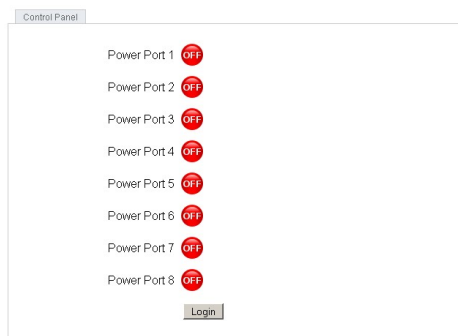 Control Panel
Power Port 1 OFF
Power Port 2 OFF
Power Port 3 OFF
Power Port 4 OFF
Power Port 5 OFF
Power Port 6 OFF
Power Port 7 OFF
Power Port 8 OFF
Login